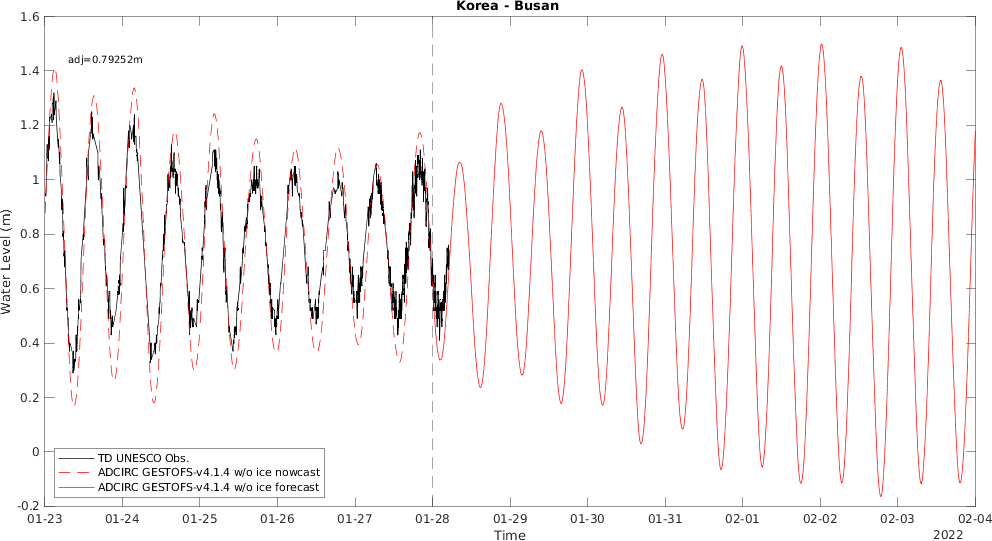 Korea - Busan
1.6
1.4
1.2
1
0.8
0.6
0.4
0.2
0
-0.2
Water Level (m)
adj=0.79252m
TD UNESCO Obs.
ADCIRC GESTOFS-v4.1.4 w/o ice nowcast
ADCIRC GESTOFS-v4.1.4 w/o ice forecast
01-23 01-24 01-25 01-26 01-27 01-28 01-29 01-30 01-31 02-01 02-02 02-03 02-04
Time
2022